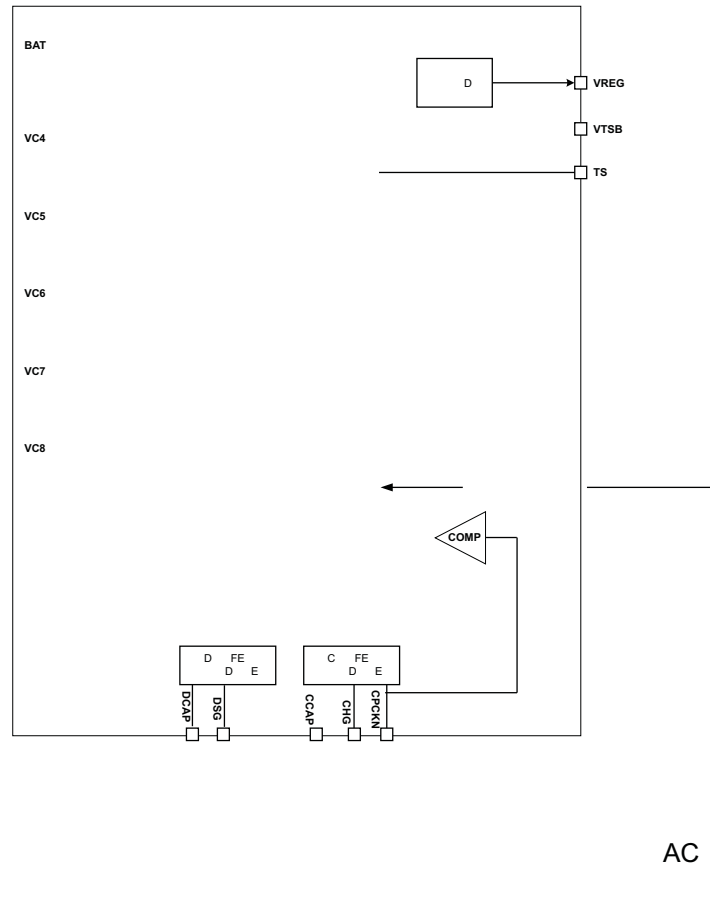 BAT
D
VREG
VTSB
VC4
TS
VC5
VC6
VC7
VC8
COMP
D FE
D E
C FE
D E
DCAP
DSG
CCAP
CHG
CPCKN
AC